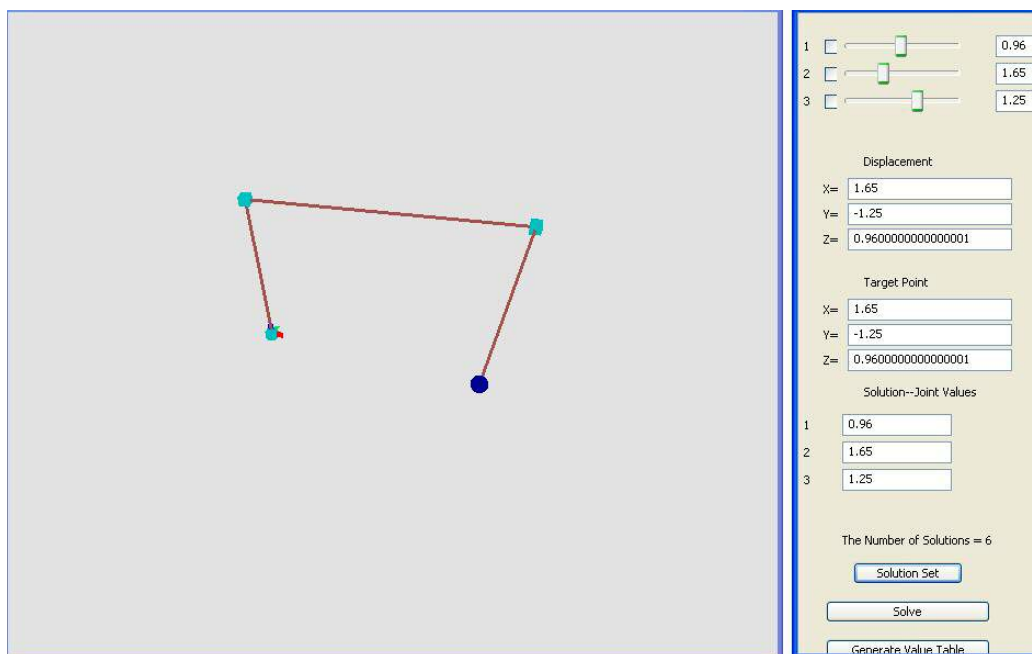 1 0.96
2 1.65
3 1.25
Displacement
X= 1.65
Y= -1.25
Z= 0.9600000000000001
Target Point
X= 1.65
Y= -1.25
Z= 0.9600000000000001
Solution--Joint Values
1 0.96
2 1.65
3 1.25
The Number of Solutions = 6
Solution Set
Solve
Generate Value Table